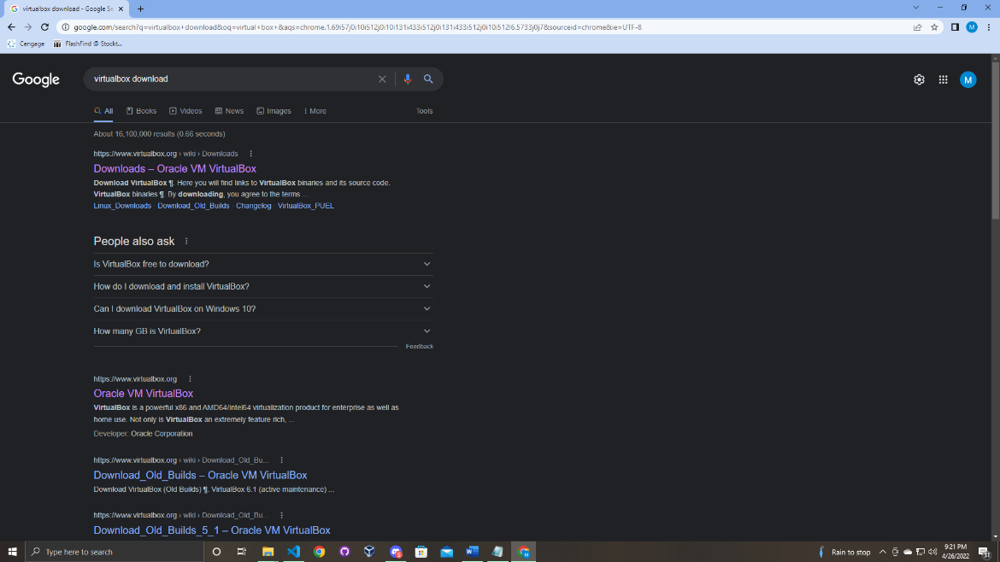 virtualbox download - Google Se
google.com/search?q=virtualbox+download&oq=virtual+box+&aqs=chrome.1.69i57j0i10i512j0i10i131i433i512j0i131i433i512j0i10i512l6.5733j0j7&sourceid=chrome&ie=UTF-8
M
Cengage FlashFind @ Stockt...
Google
virtualbox download
M
All Books Videos News Images More Tools
About 16,100,000 results (0.66 seconds)
https://www.virtualbox.org › wiki › Downloads
Downloads – Oracle VM VirtualBox
Download VirtualBox ¶. Here you will find links to VirtualBox binaries and its source code.
VirtualBox binaries ¶. By downloading, you agree to the terms ...
Linux_Downloads · Download_Old_Builds · Changelog · VirtualBox_PUEL
People also ask
Is VirtualBox free to download?
How do I download and install VirtualBox?
Can I download VirtualBox on Windows 10?
How many GB is VirtualBox?
Feedback
https://www.virtualbox.org
Oracle VM VirtualBox
VirtualBox is a powerful x86 and AMD64/Intel64 virtualization product for enterprise as well as
home use. Not only is VirtualBox an extremely feature rich, ...
Developer: Oracle Corporation
https://www.virtualbox.org › wiki › Download_Old_Bu...
Download_Old_Builds – Oracle VM VirtualBox
Download VirtualBox (Old Builds) ¶. VirtualBox 6.1 (active maintenance) ...
https://www.virtualbox.org › wiki › Download_Old_Bu...
Download_Old_Builds_5_1 – Oracle VM VirtualBox
Type here to search
5
Rain to stop
9:21 PM
4/26/2022
31